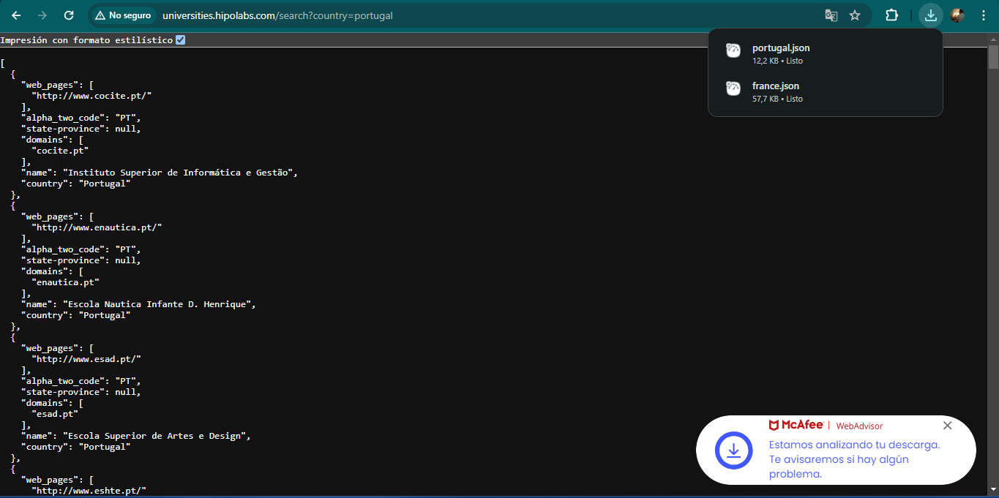 No seguro
universities.hipolabs.com/search?country=portugal
Impresión con formato estilístico
portugal.json
12,2 KB • Listo
france.json
57,7 KB • Listo
[
  {
    "web_pages": [
      "http://www.cocite.pt/"
    ],
    "alpha_two_code": "PT",
    "state-province": null,
    "domains": [
      "cocite.pt"
    ],
    "name": "Instituto Superior de Informática e Gestão",
    "country": "Portugal"
  },
  {
    "web_pages": [
      "http://www.enautica.pt/"
    ],
    "alpha_two_code": "PT",
    "state-province": null,
    "domains": [
      "enautica.pt"
    ],
    "name": "Escola Nautica Infante D. Henrique",
    "country": "Portugal"
  },
  {
    "web_pages": [
      "http://www.esad.pt/"
    ],
    "alpha_two_code": "PT",
    "state-province": null,
    "domains": [
      "esad.pt"
    ],
    "name": "Escola Superior de Artes e Design",
    "country": "Portugal"
  },
  {
    "web_pages": [
      "http://www.eshte.pt/"
McAfee | WebAdvisor
Estamos analizando tu descarga.
Te avisaremos si hay algún
problema.